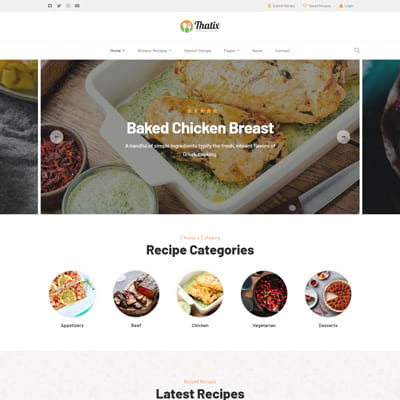 Submit Recipe Saved Recipes Login
Thatix
Home Browse Recipes Submit Recipe Pages News Contact
Baked Chicken Breast
A handful of simple ingredients typify the fresh, vibrant flavors of
Greek cooking
Choose a Category
Recipe Categories
Appetizers Beef Chicken Vegetarian Desserts
Recent Recipes
Latest Recipes